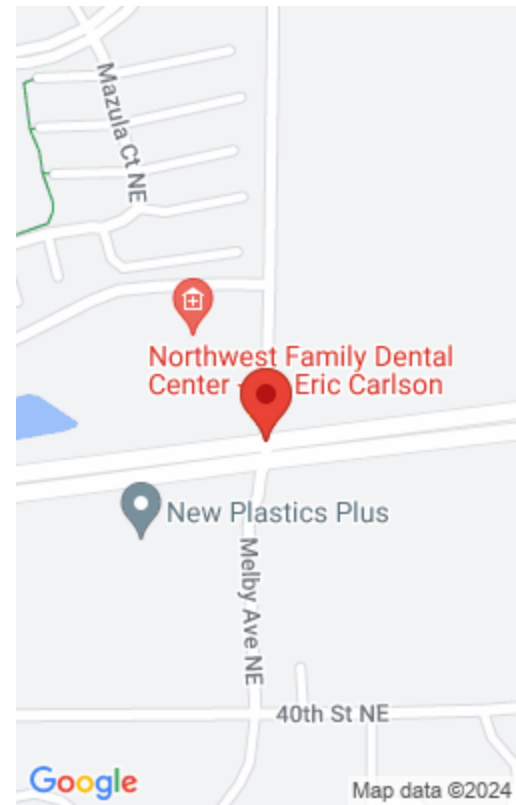 Mazula Ct NE
Northwest Family Dental
Center - Eric Carlson
New Plastics Plus
Melby Ave NE
40th St NE
Google
Map data ©2024